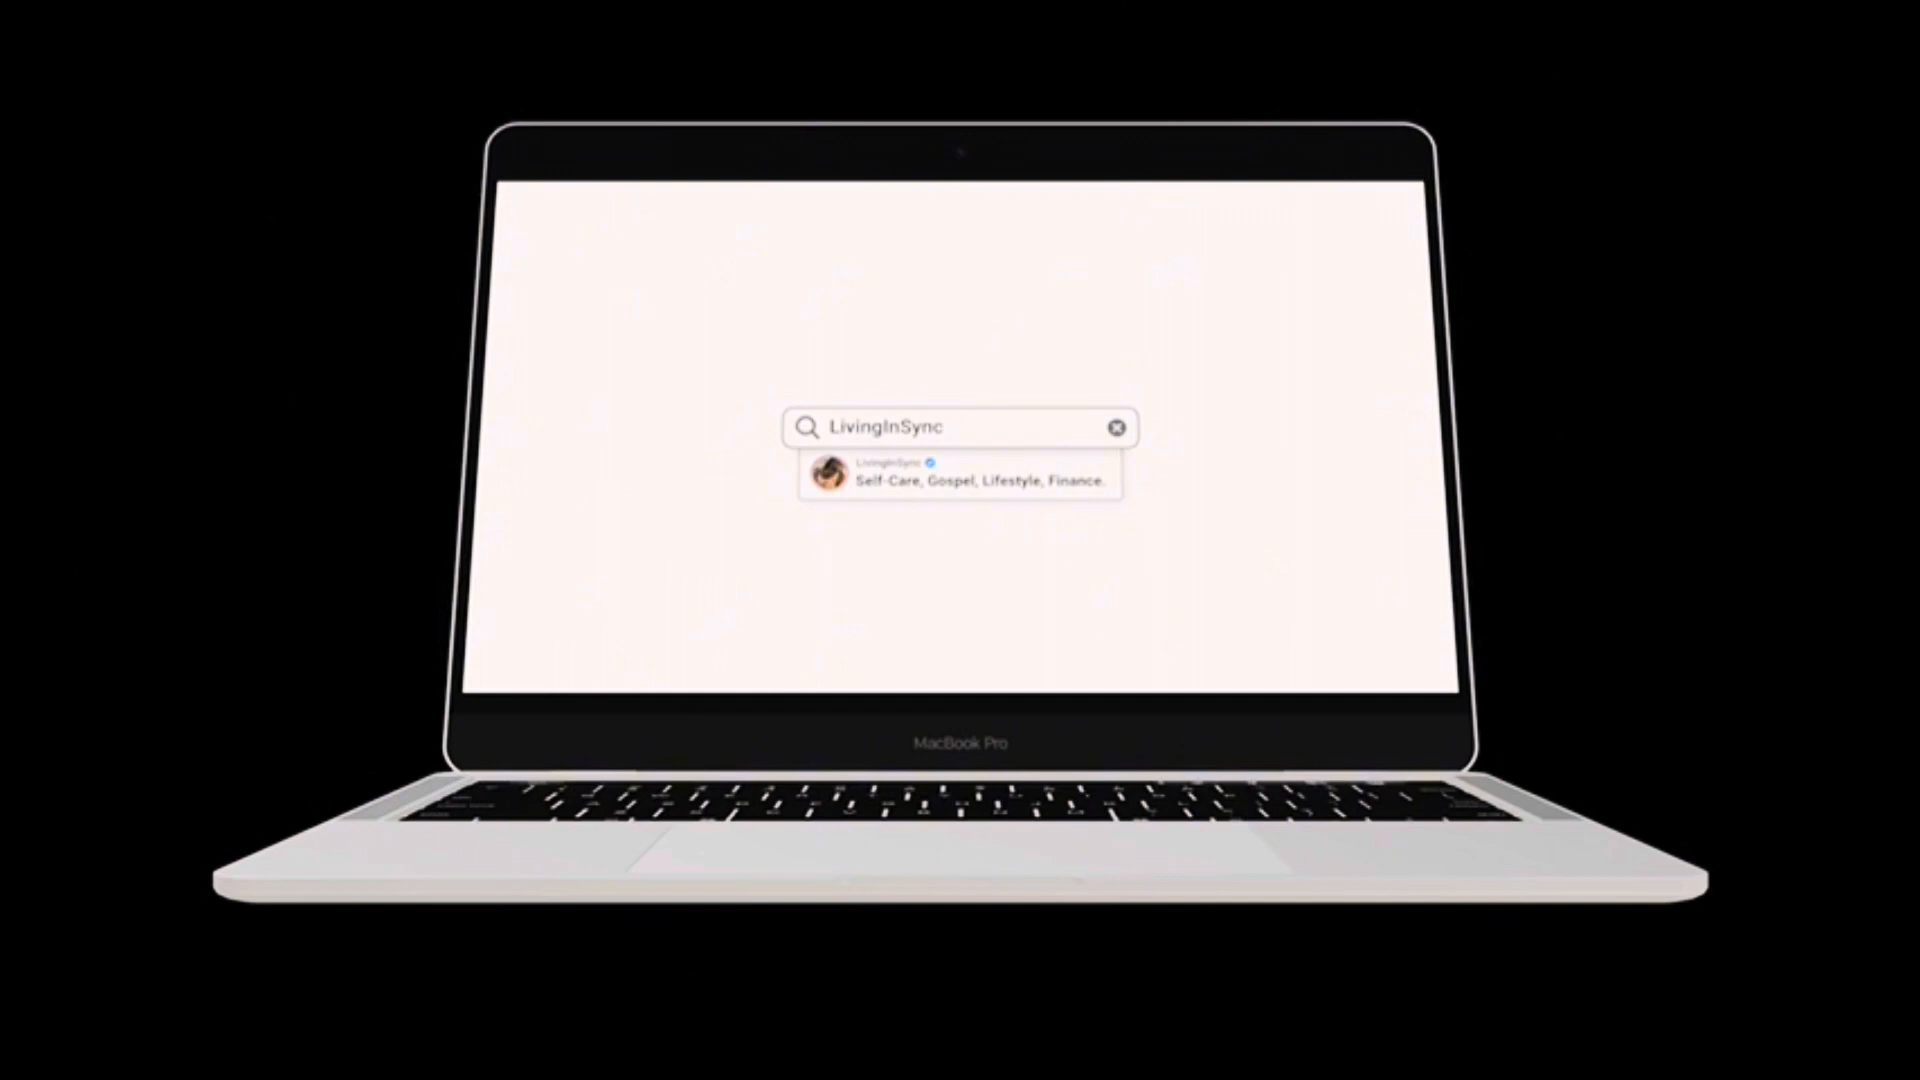 LivingInSync
LivingInSync
Self-Care, Gospel, Lifestyle, Finance.
MacBook Pro